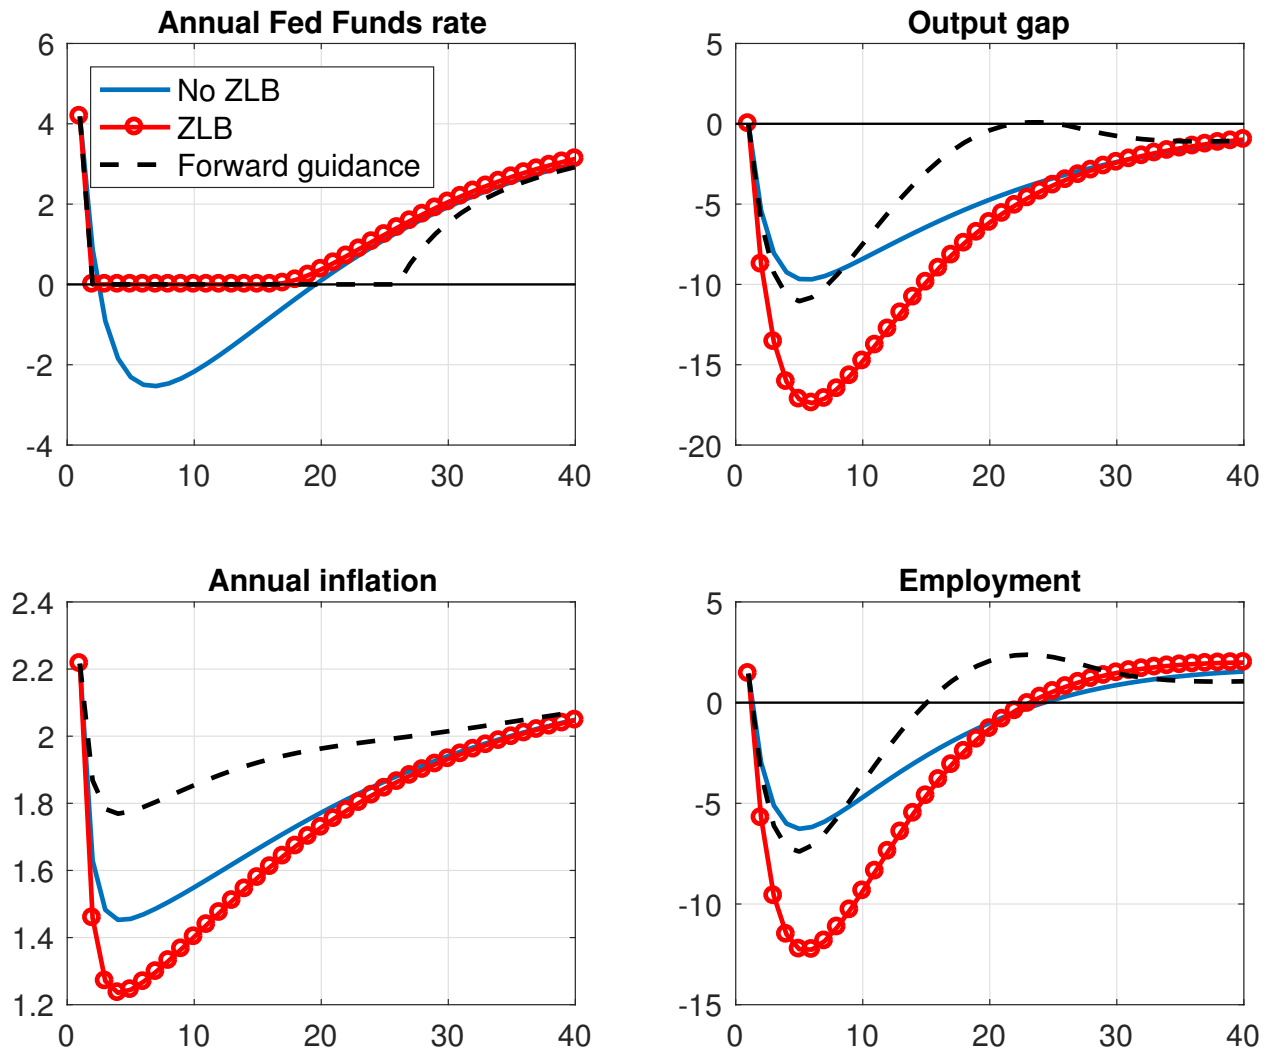 Annual Fed Funds rate
6
4
2
0
-2
-4
0 10 20 30 40
No ZLB
ZLB
Forward guidance
Output gap
5
0
-5
-10
-15
-20
0 10 20 30 40
Annual inflation
2.4
2.2
2
1.8
1.6
1.4
1.2
0 10 20 30 40
Employment
5
0
-5
-10
-15
0 10 20 30 40